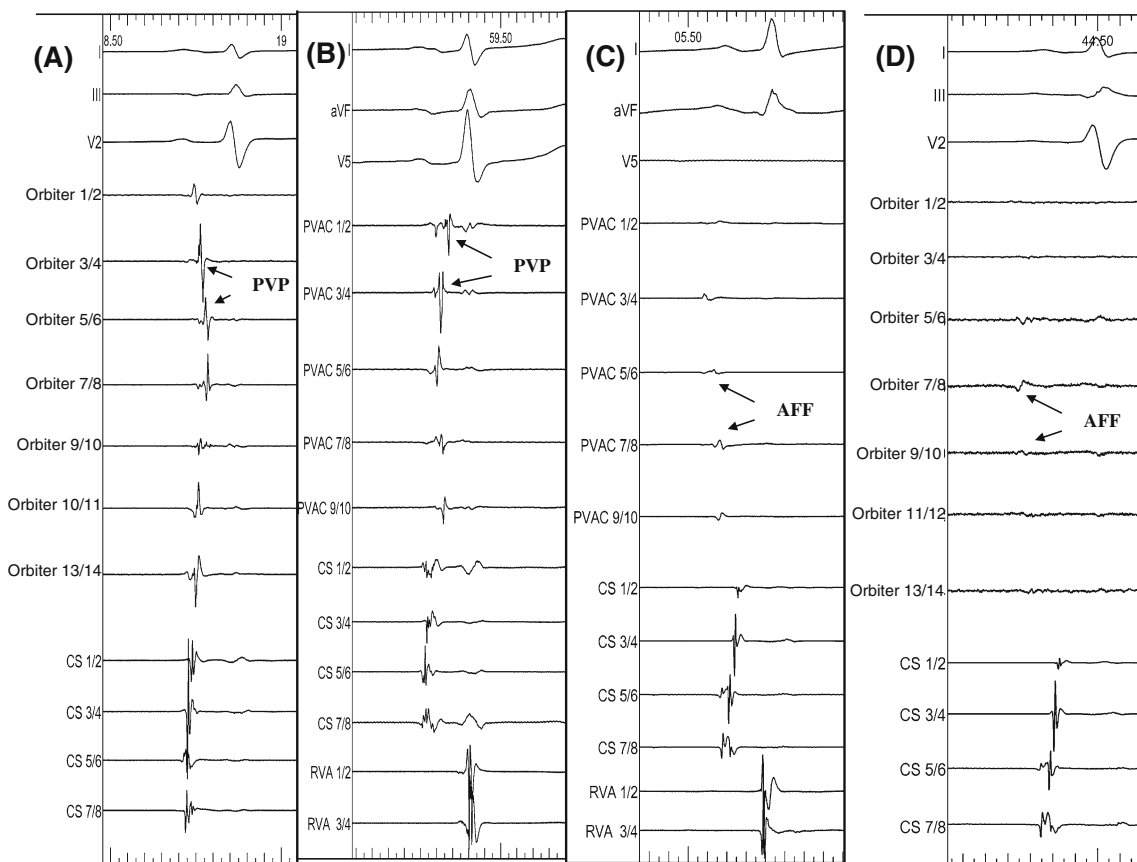 (A)
8.50
19
I
III
V2
Orbiter 1/2
Orbiter 3/4
PVP
Orbiter 5/6
Orbiter 7/8
Orbiter 9/10
Orbiter 10/11
Orbiter 13/14
CS 1/2
CS 3/4
CS 5/6
CS 7/8
(B)
59.50
I
aVF
V5
PVAC 1/2
PVP
PVAC 3/4
PVAC 5/6
PVAC 7/8
PVAC 9/10
CS 1/2
CS 3/4
CS 5/6
CS 7/8
RVA 1/2
RVA 3/4
(C)
05.50
I
aVF
V5
PVAC 1/2
PVAC 3/4
PVAC 5/6
AFF
PVAC 7/8
PVAC 9/10
CS 1/2
CS 3/4
CS 5/6
CS 7/8
RVA 1/2
RVA 3/4
(D)
44.50
I
III
V2
Orbiter 1/2
Orbiter 3/4
Orbiter 5/6
Orbiter 7/8
AFF
Orbiter 9/10
Orbiter 11/12
Orbiter 13/14
CS 1/2
CS 3/4
CS 5/6
CS 7/8